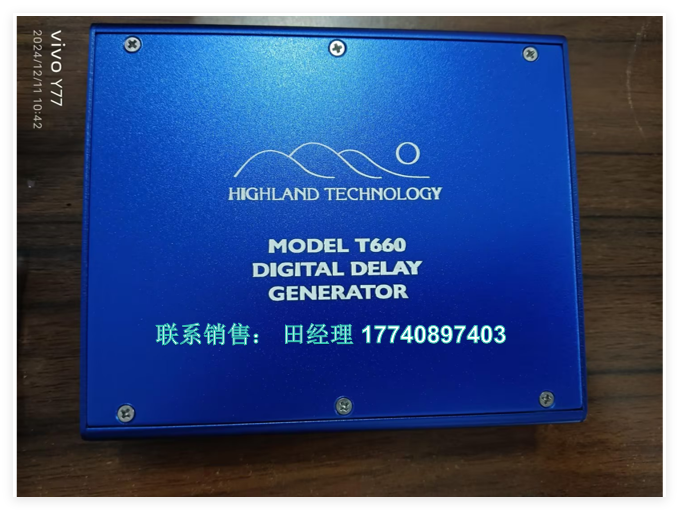 vivo Y77
2024/12/11 10:42
HIGHLAND TECHNOLOGY
MODEL T660
DIGITAL DELAY
GENERATOR
联系销售： 田经理 17740897403